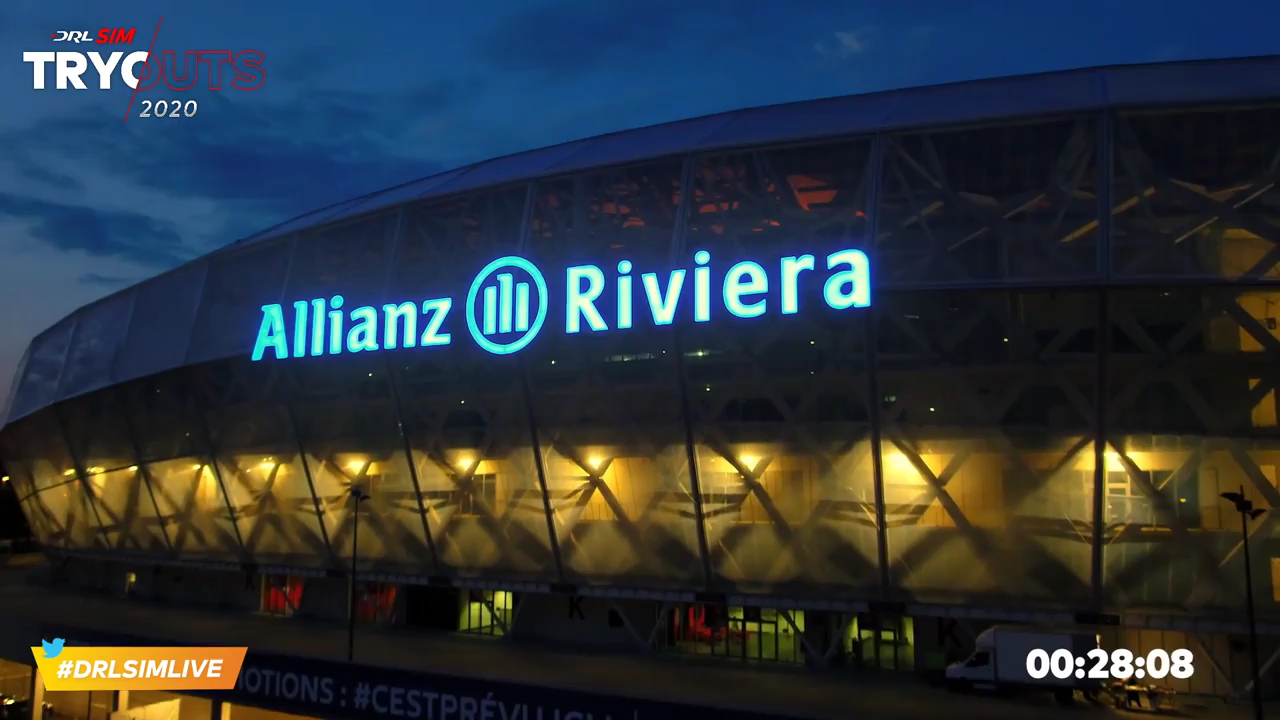 DRL SIM
TRYOUTS
2020
Allianz Riviera
K
K
K
#DRLSIMLIVE
00:28:08